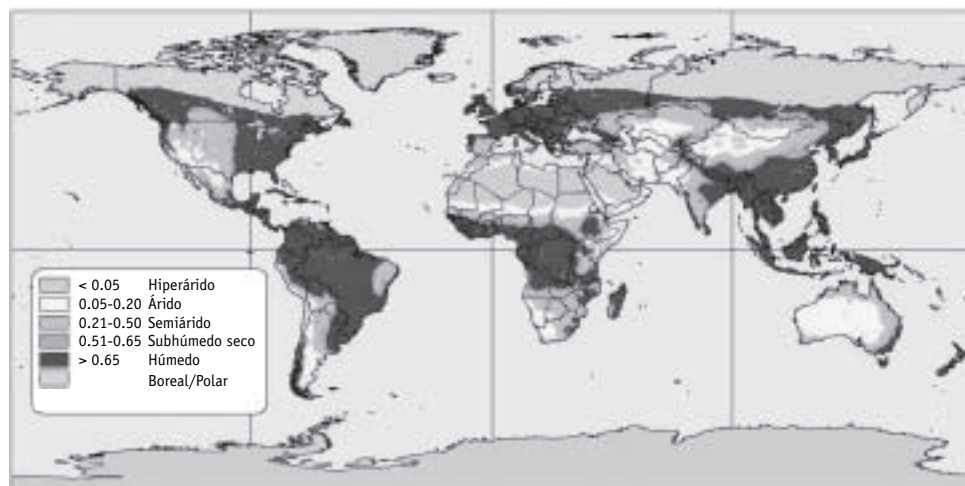 < 0.05 Hiperárido
0.05-0.20 Árido
0.21-0.50 Semiárido
0.51-0.65 Subhúmedo seco
> 0.65 Húmedo
Boreal/Polar